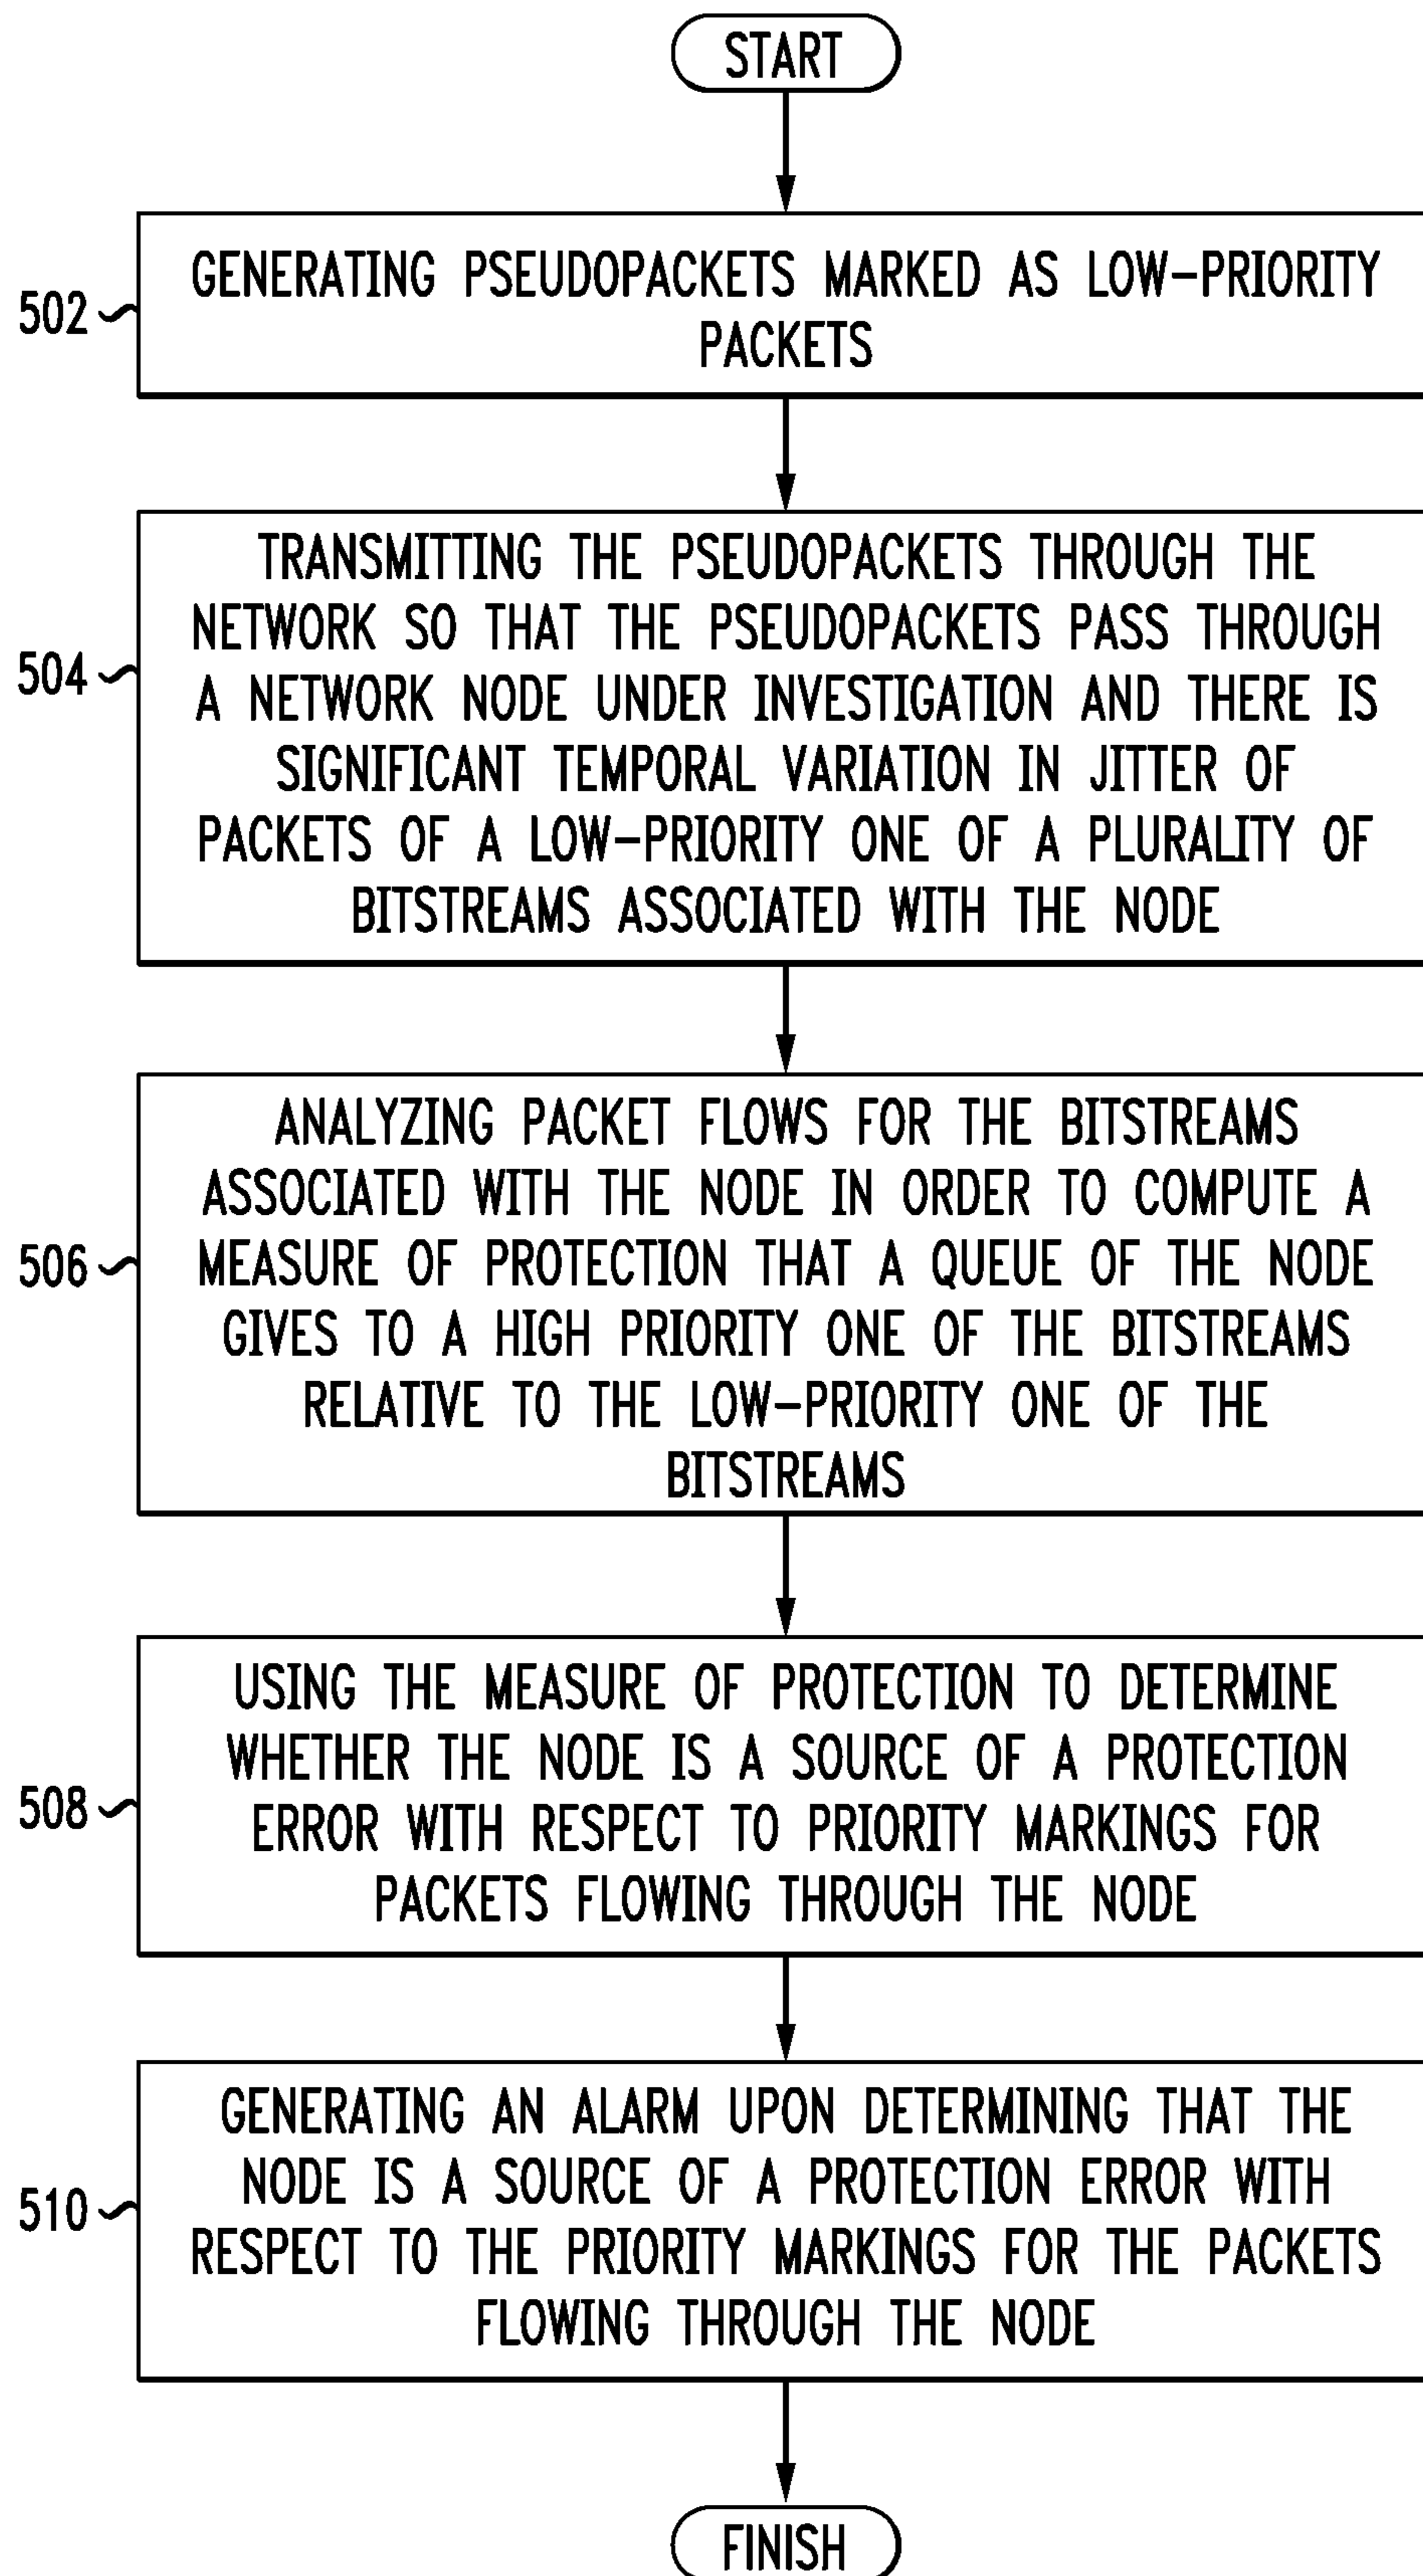 START
502
GENERATING PSEUDOPACKETS MARKED AS LOW-PRIORITY
PACKETS
504
TRANSMITTING THE PSEUDOPACKETS THROUGH THE
NETWORK SO THAT THE PSEUDOPACKETS PASS THROUGH
A NETWORK NODE UNDER INVESTIGATION AND THERE IS
SIGNIFICANT TEMPORAL VARIATION IN JITTER OF
PACKETS OF A LOW-PRIORITY ONE OF A PLURALITY OF
BITSTREAMS ASSOCIATED WITH THE NODE
506
ANALYZING PACKET FLOWS FOR THE BITSTREAMS
ASSOCIATED WITH THE NODE IN ORDER TO COMPUTE A
MEASURE OF PROTECTION THAT A QUEUE OF THE NODE
GIVES TO A HIGH PRIORITY ONE OF THE BITSTREAMS
RELATIVE TO THE LOW-PRIORITY ONE OF THE
BITSTREAMS
508
USING THE MEASURE OF PROTECTION TO DETERMINE
WHETHER THE NODE IS A SOURCE OF A PROTECTION
ERROR WITH RESPECT TO PRIORITY MARKINGS FOR
PACKETS FLOWING THROUGH THE NODE
510
GENERATING AN ALARM UPON DETERMINING THAT THE
NODE IS A SOURCE OF A PROTECTION ERROR WITH
RESPECT TO THE PRIORITY MARKINGS FOR THE PACKETS
FLOWING THROUGH THE NODE
FINISH